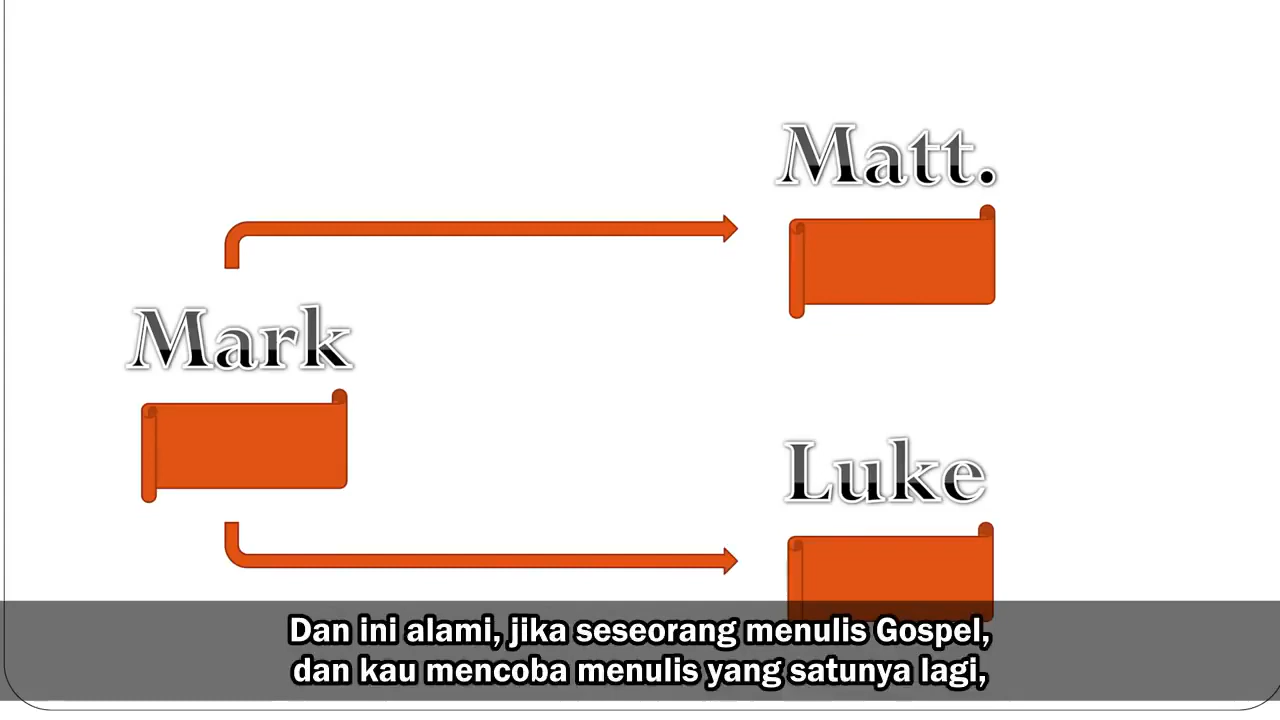 Matt.
Mark
Luke
Dan ini alami, jika seseorang menulis Gospel,
dan kau mencoba menulis yang satunya lagi,